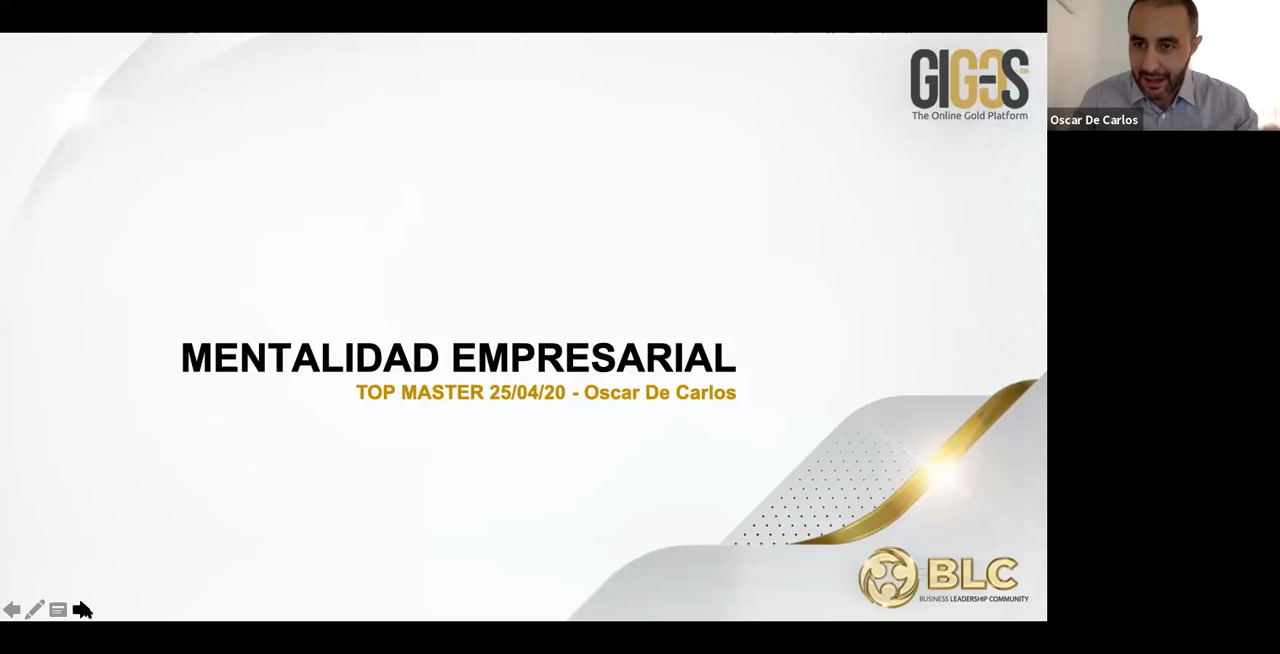 GIGOS
The Online Gold Platform
Oscar De Carlos
MENTALIDAD EMPRESARIAL
TOP MASTER 25/04/20 - Oscar De Carlos
BLC
BUSINESS LEADERSHIP COMMUNITY